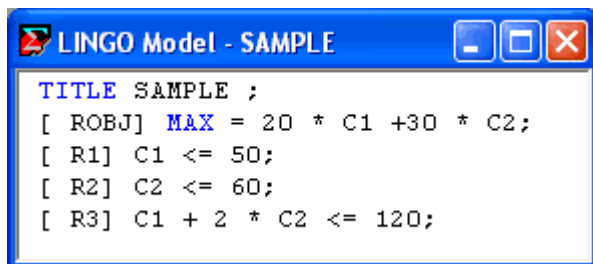 LINGO Model - SAMPLE
TITLE SAMPLE ;
[ ROBJ] MAX = 20 * C1 +30 * C2;
[ R1] C1 <= 50;
[ R2] C2 <= 60;
[ R3] C1 + 2 * C2 <= 120;